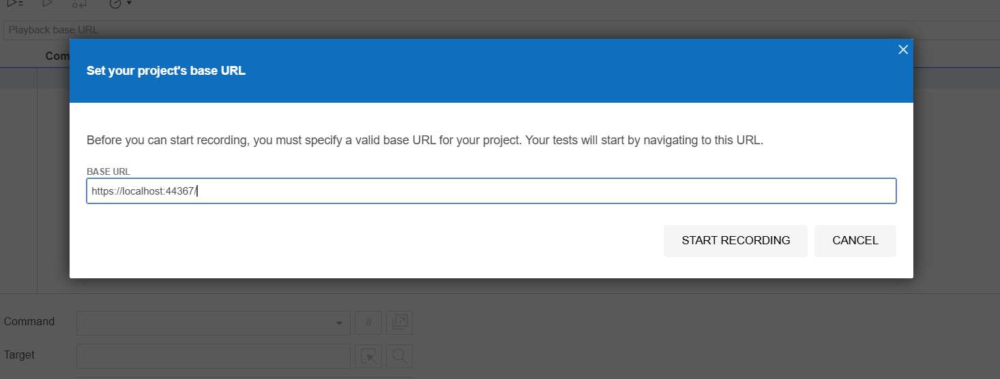 Playback base URL
Com
Set your project's base URL
Before you can start recording, you must specify a valid base URL for your project. Your tests will start by navigating to this URL.
BASE URL
https://localhost:44367/
START RECORDING
CANCEL
Command
//
Target